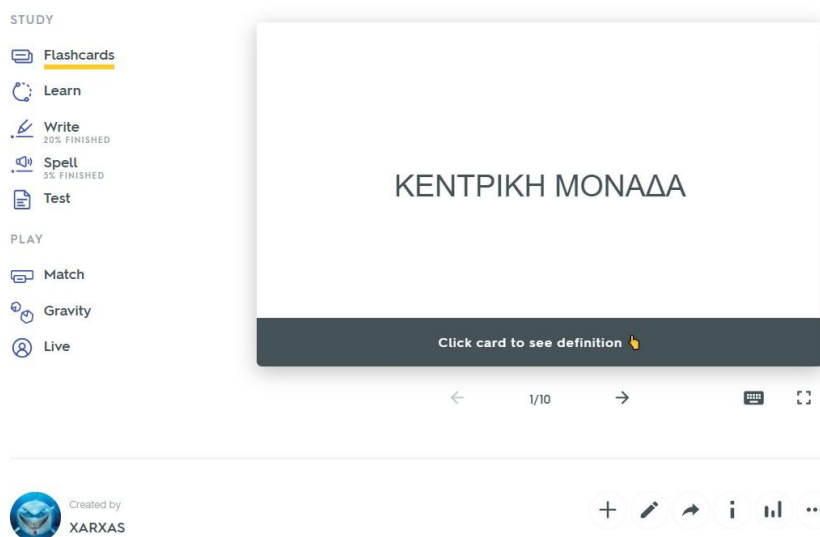 STUDY
Flashcards
Learn
Write
20% FINISHED
Spell
5% FINISHED
Test
PLAY
Match
Gravity
Live
ΚΕΝΤΡΙΚΗ ΜΟΝΑΔΑ
Click card to see definition
1/10
Created by
XARXAS